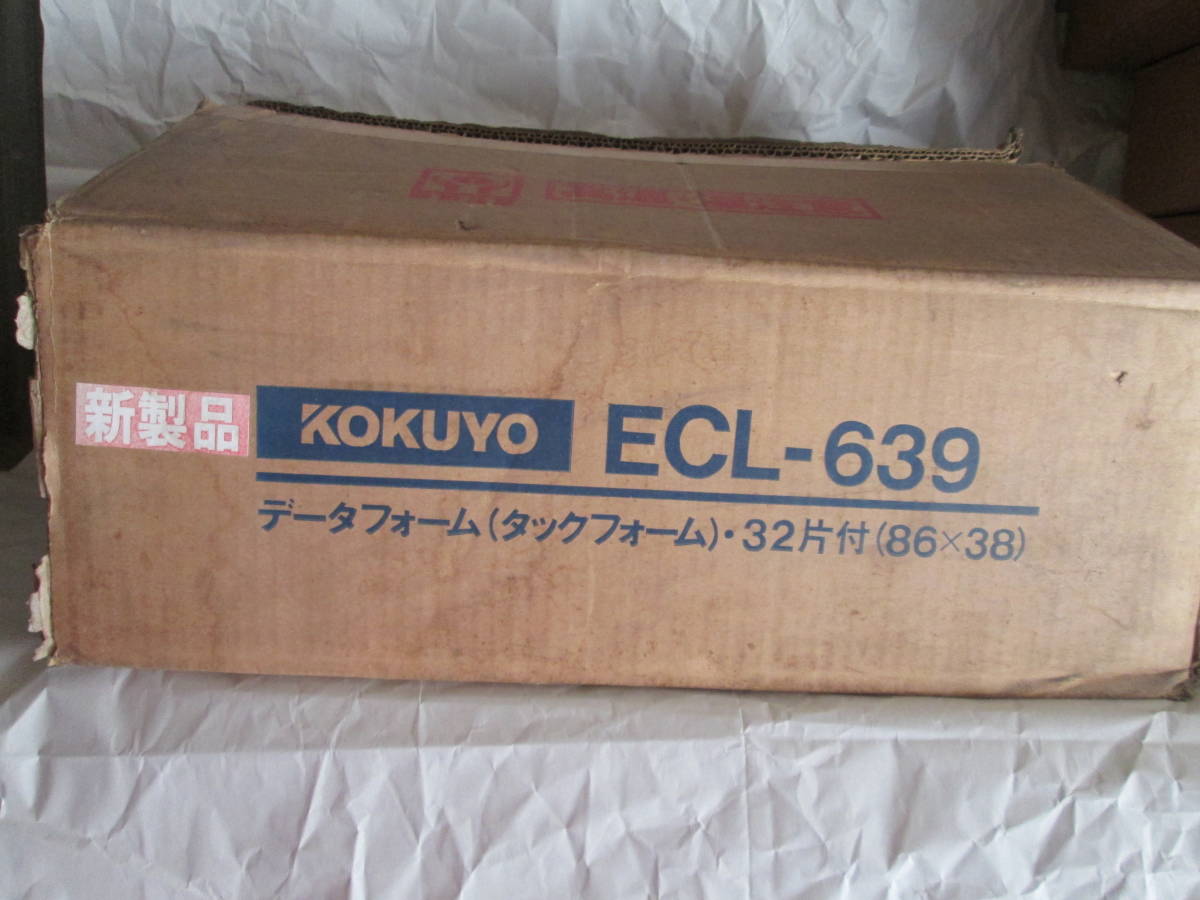 新製品 KOKUYO ECL-639
データフォーム(タックフォーム)・32片付(86×38)